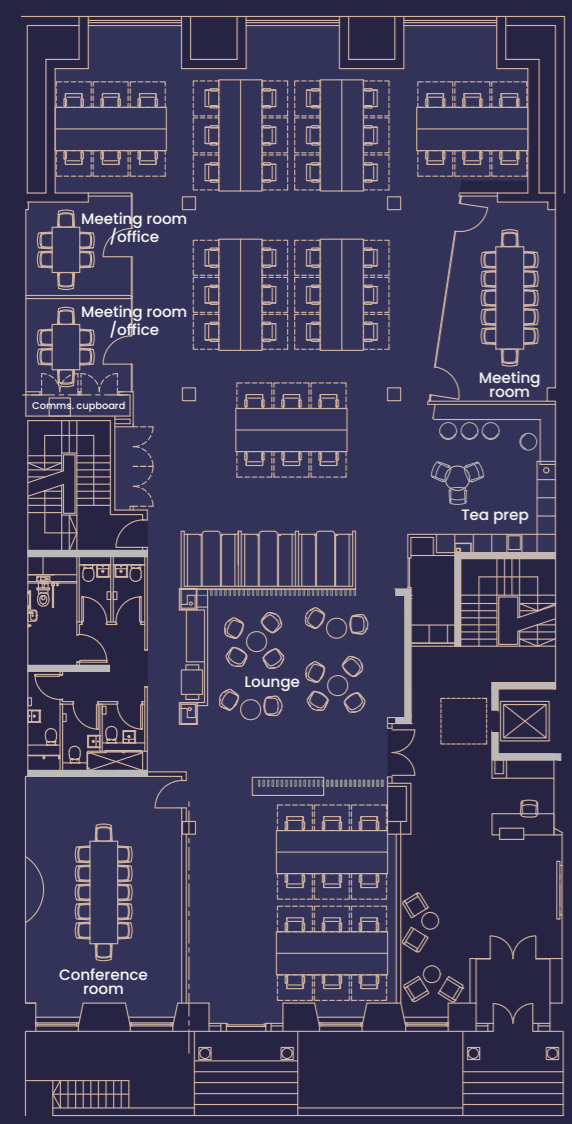 Meeting room
/office
Meeting room
/office
Meeting
room
Comms. cupboard
Tea prep
Lounge
Conference
room